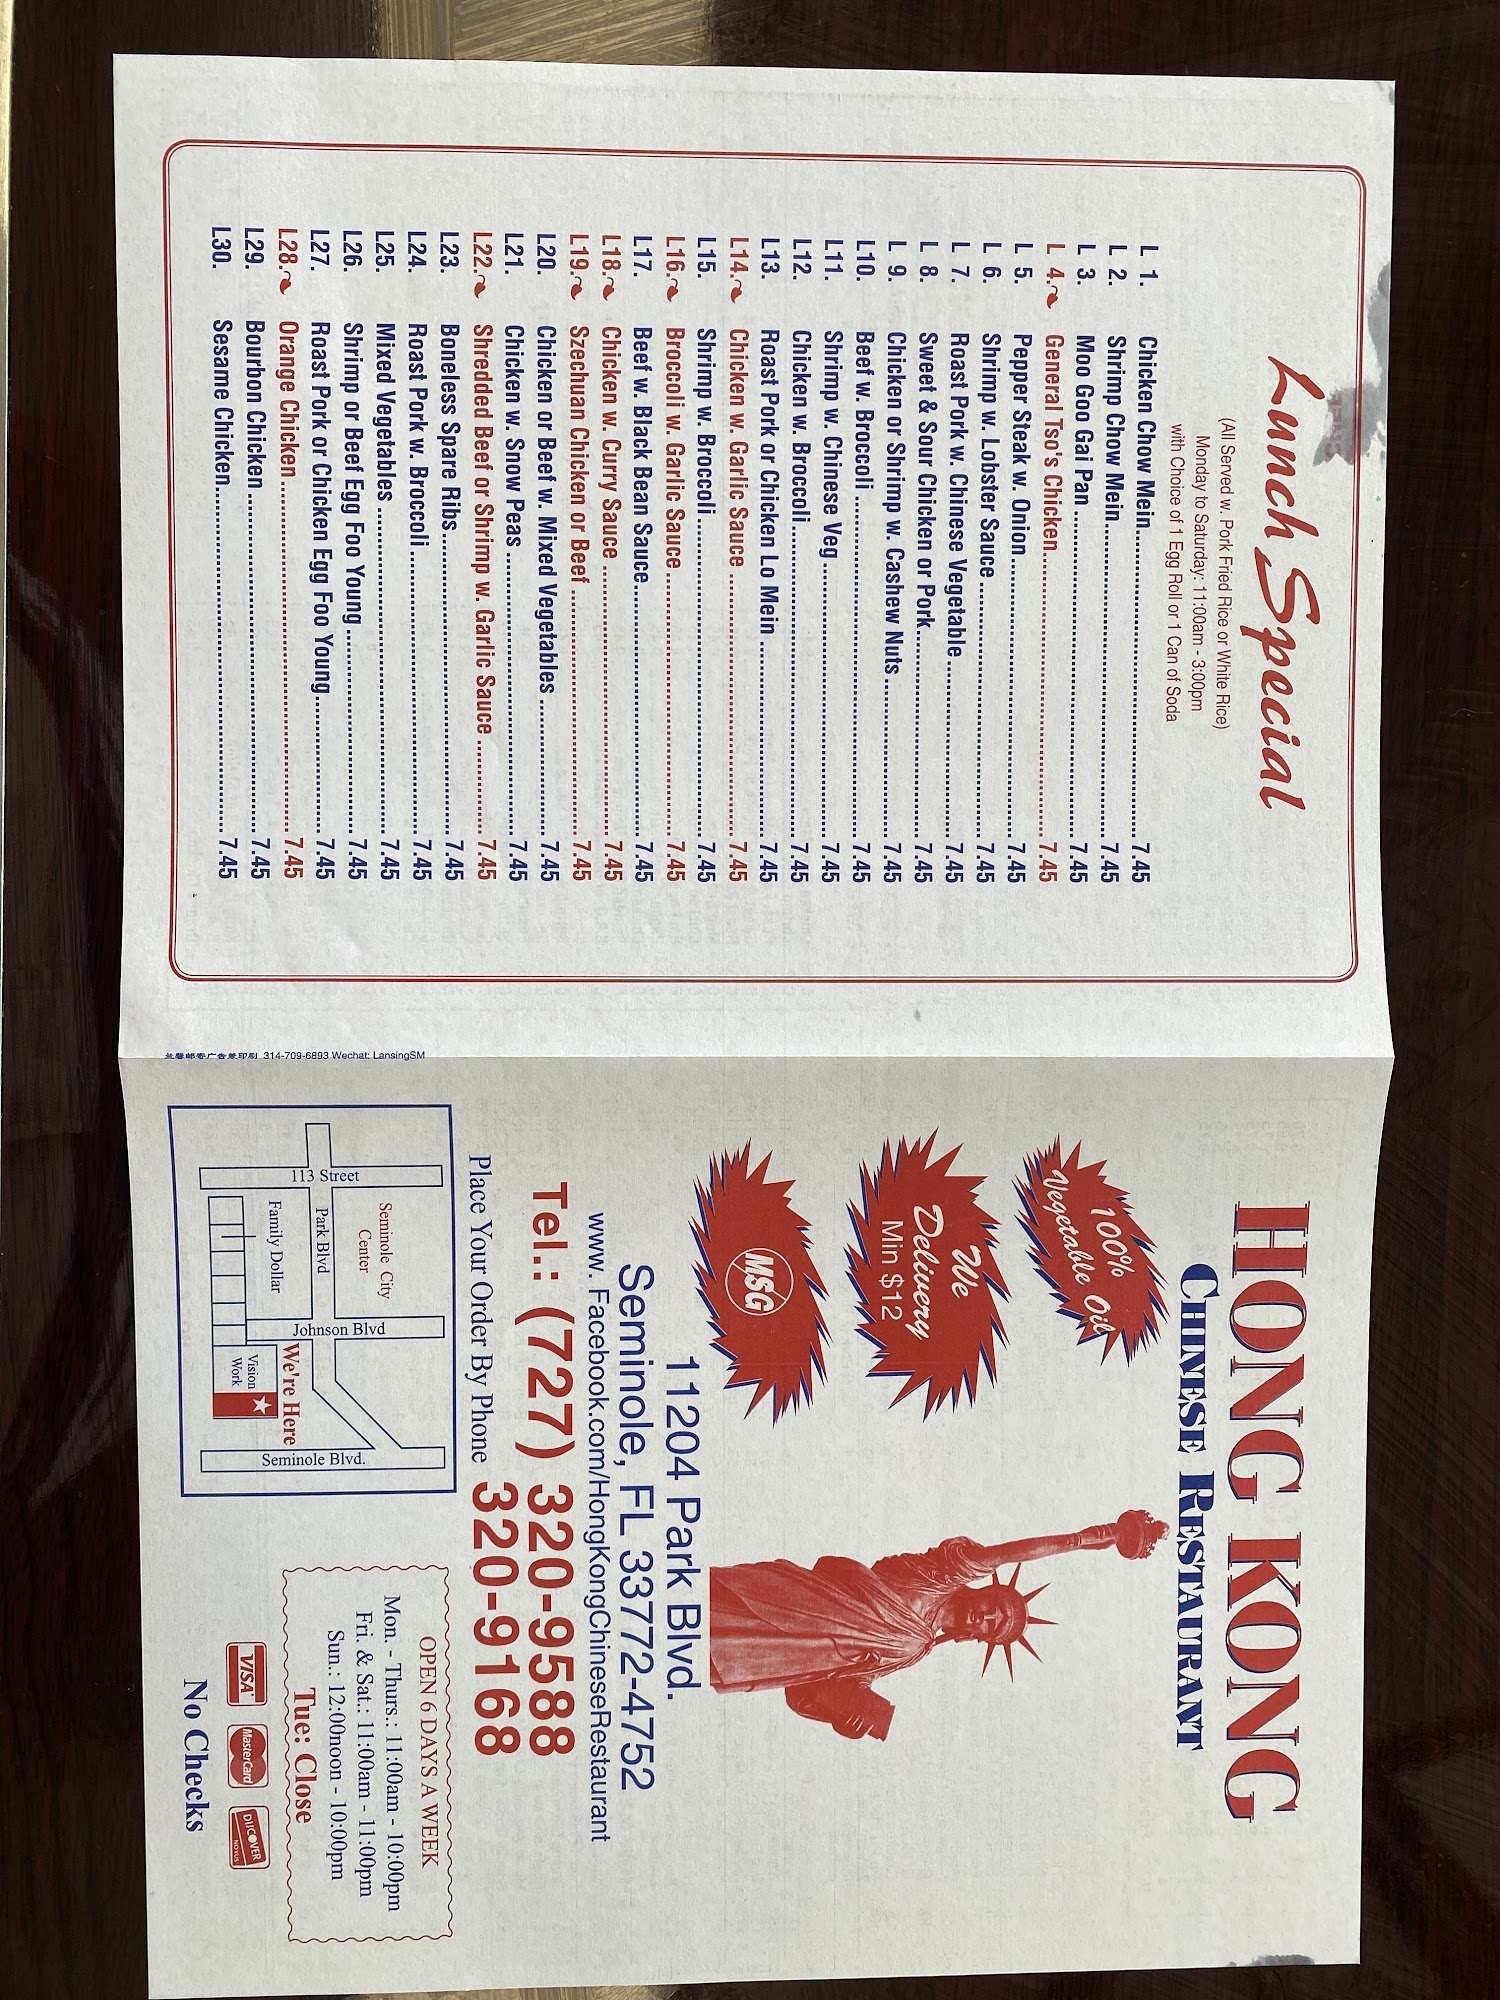 Lunch Special
(All Served w. Pork Fried Rice or White Rice)
Monday to Saturday: 11:00am - 3:00pm
with Choice of 1 Egg Roll or 1 Can of Soda
L 1. Chicken Chow Mein 7.45
L 2. Shrimp Chow Mein 7.45
L 3. Moo Goo Gai Pan 7.45
L 4. General Tso's Chicken 7.45
L 5. Pepper Steak w. Onion 7.45
L 6. Shrimp w. Lobster Sauce 7.45
L 7. Roast Pork w. Chinese Vegetable 7.45
L 8. Sweet & Sour Chicken or Pork 7.45
L 9. Chicken or Shrimp w. Cashew Nuts 7.45
L10. Beef w. Broccoli 7.45
L11. Shrimp w. Chinese Veg 7.45
L12. Chicken w. Broccoli 7.45
L13. Roast Pork or Chicken Lo Mein 7.45
L14. Chicken w. Garlic Sauce 7.45
L15. Shrimp w. Broccoli 7.45
L16. Broccoli w. Garlic Sauce 7.45
L17. Beef w. Black Bean Sauce 7.45
L18. Chicken w. Curry Sauce 7.45
L19. Szechuan Chicken or Beef 7.45
L20. Chicken or Beef w. Mixed Vegetables 7.45
L21. Chicken w. Snow Peas 7.45
L22. Shredded Beef or Shrimp w. Garlic Sauce 7.45
L23. Boneless Spare Ribs 7.45
L24. Roast Pork w. Broccoli 7.45
L25. Mixed Vegetables 7.45
L26. Shrimp or Beef Egg Foo Young 7.45
L27. Roast Pork or Chicken Egg Foo Young 7.45
L28. Orange Chicken 7.45
L29. Bourbon Chicken 7.45
L30. Sesame Chicken 7.45
314-709-6893 Wechat: LansingSM
HONG KONG
CHINESE RESTAURANT
100%
Vegetable Oil
We
Delivery
Min $12
MSG
11204 Park Blvd.
Seminole, FL 33772-4752
www. Facebook.com/HongKongChineseRestaurant
Tel.: (727) 320-9588
Place Your Order By Phone 320-9168
113 Street
Seminole City
Center
Park Blvd
Family Dollar
Johnson Blvd
We're Here
Vision
Work
Seminole Blvd.
OPEN 6 DAYS A WEEK
Mon. - Thurs.: 11:00am - 10:00pm
Fri. & Sat.: 11:00am - 11:00pm
Sun.: 12:00noon - 10:00pm
Tue: Close
VISA
MasterCard
DISCOVER
NOVUS
No Checks